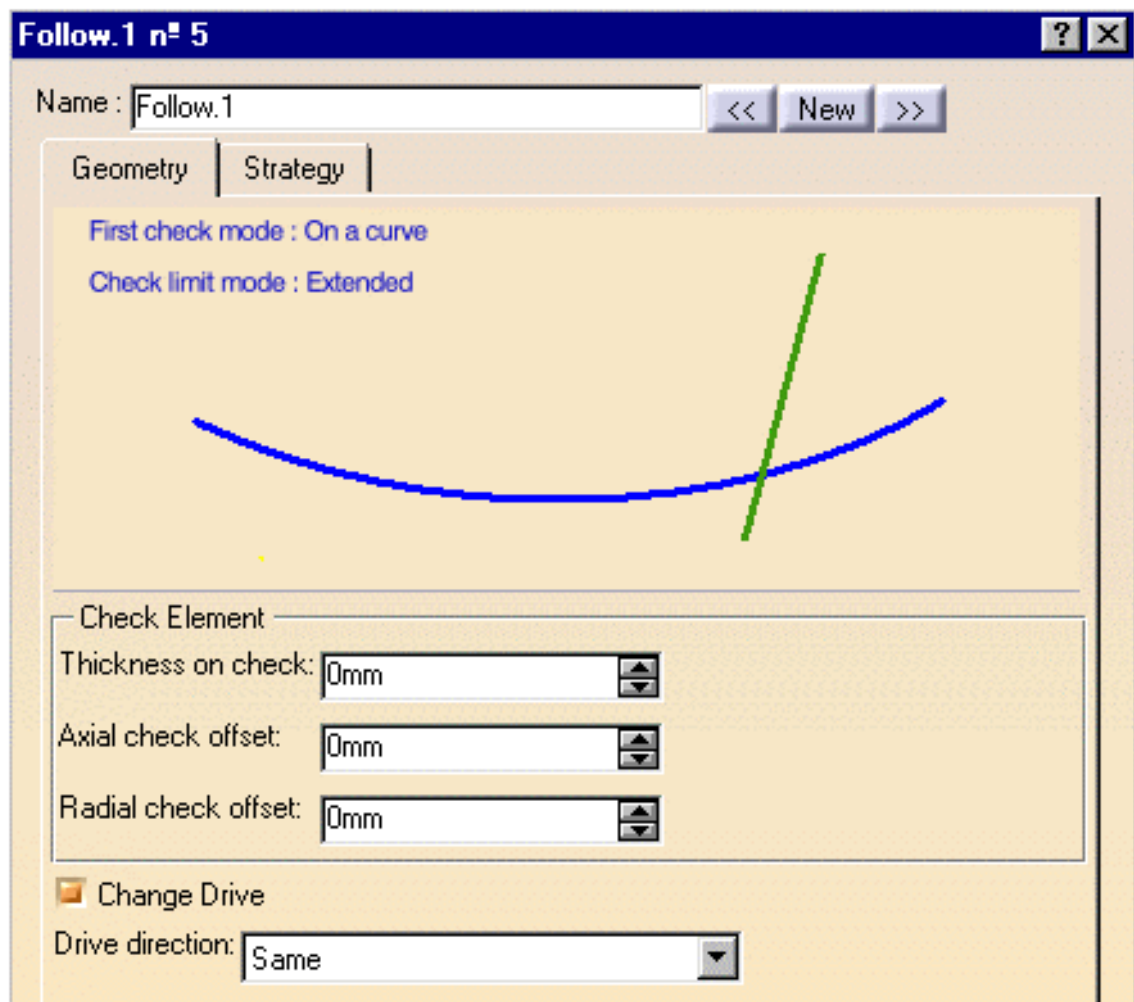 Follow.1 nº 5
? X
Name : Follow.1 << New >>
Geometry Strategy
First check mode : On a curve
Check limit mode : Extended
Check Element
Thickness on check: 0mm
Axial check offset: 0mm
Radial check offset: 0mm
Change Drive
Drive direction: Same